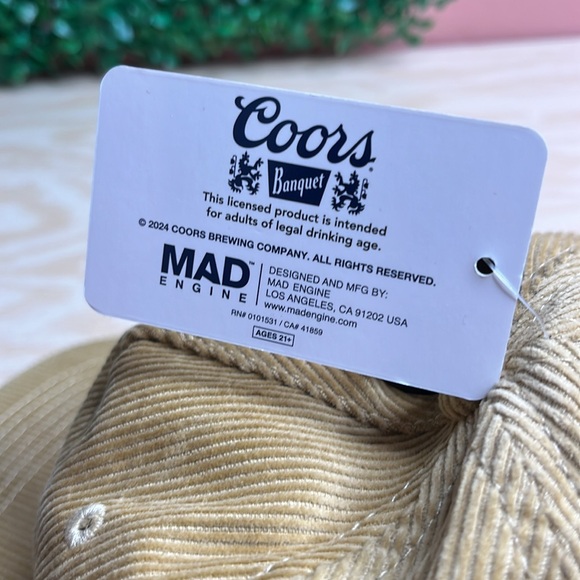 Coors®
Banquet
This licensed product is intended
for adults of legal drinking age.
© 2024 COORS BREWING COMPANY. ALL RIGHTS RESERVED.
MAD™
ENGINE
DESIGNED AND MFG BY:
MAD ENGINE
LOS ANGELES, CA 91202 USA
www.madengine.com
RN# 0101531 / CA# 41859
AGES 21+